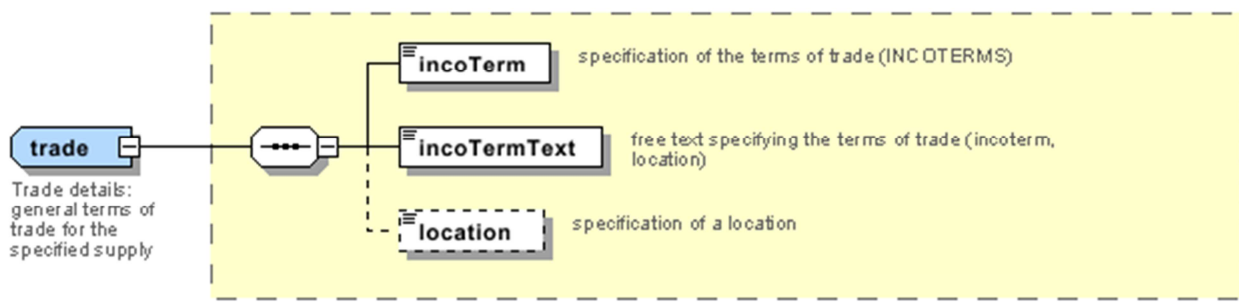 incoTerm
specification of the terms of trade (INCOTERMS)
trade
incoTermText
free text specifying the terms of trade (incoterm,
location)
Trade details:
general terms of
trade for the
specified supply
location
specification of a location